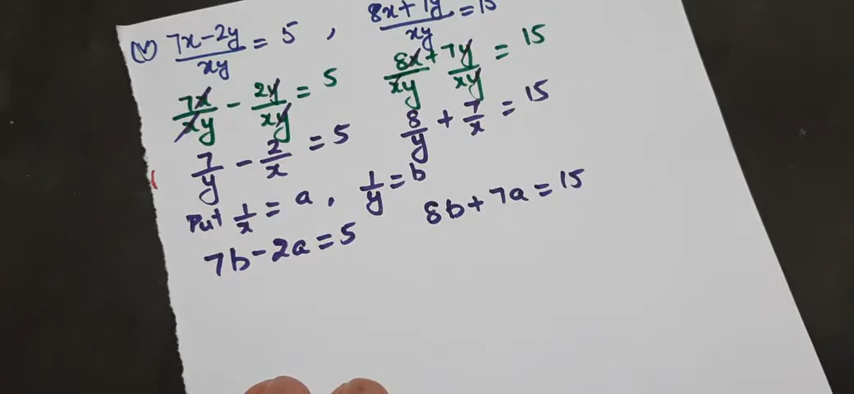 (v) 7x-2y/xy = 5 , 8x+7y/xy = 15
7x/xy - 2y/xy = 5 8x/xy + 7y/xy = 15
7/y - 2/x = 5 8/y + 7/x = 15
Put 1/x = a , 1/y = b
7b-2a=5 8b+7a=15